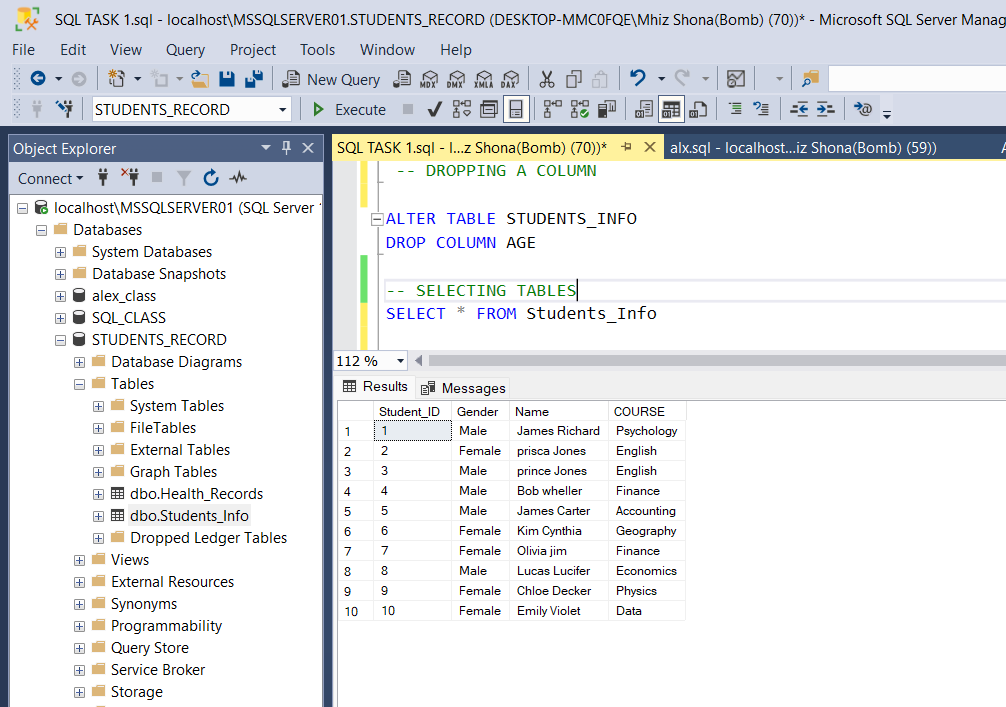 SQL TASK 1.sql - localhost\MSSQLSERVER01.STUDENTS_RECORD (DESKTOP-MMC0FQE\Mhiz Shona(Bomb) (70))* - Microsoft SQL Server Manag
File Edit View Query Project Tools Window Help
New Query MDX DMX XMLA DAX
STUDENTS_RECORD Execute
Object Explorer
Connect
localhost\MSSQLSERVER01 (SQL Server
Databases
System Databases
Database Snapshots
alex_class
SQL_CLASS
STUDENTS_RECORD
Database Diagrams
Tables
System Tables
FileTables
External Tables
Graph Tables
dbo.Health_Records
dbo.Students_Info
Dropped Ledger Tables
Views
External Resources
Synonyms
Programmability
Query Store
Service Broker
Storage
SQL TASK 1.sql - l...z Shona(Bomb) (70))* alx.sql - localhost...iz Shona(Bomb) (59))
-- DROPPING A COLUMN
ALTER TABLE STUDENTS_INFO
DROP COLUMN AGE
-- SELECTING TABLES
SELECT * FROM Students_Info
112 %
Results Messages
Student_ID Gender Name COURSE
1 1 Male James Richard Psychology
2 2 Female prisca Jones English
3 3 Male prince Jones English
4 4 Male Bob wheller Finance
5 5 Male James Carter Accounting
6 6 Female Kim Cynthia Geography
7 7 Female Olivia jim Finance
8 8 Male Lucas Lucifer Economics
9 9 Female Chloe Decker Physics
10 10 Female Emily Violet Data